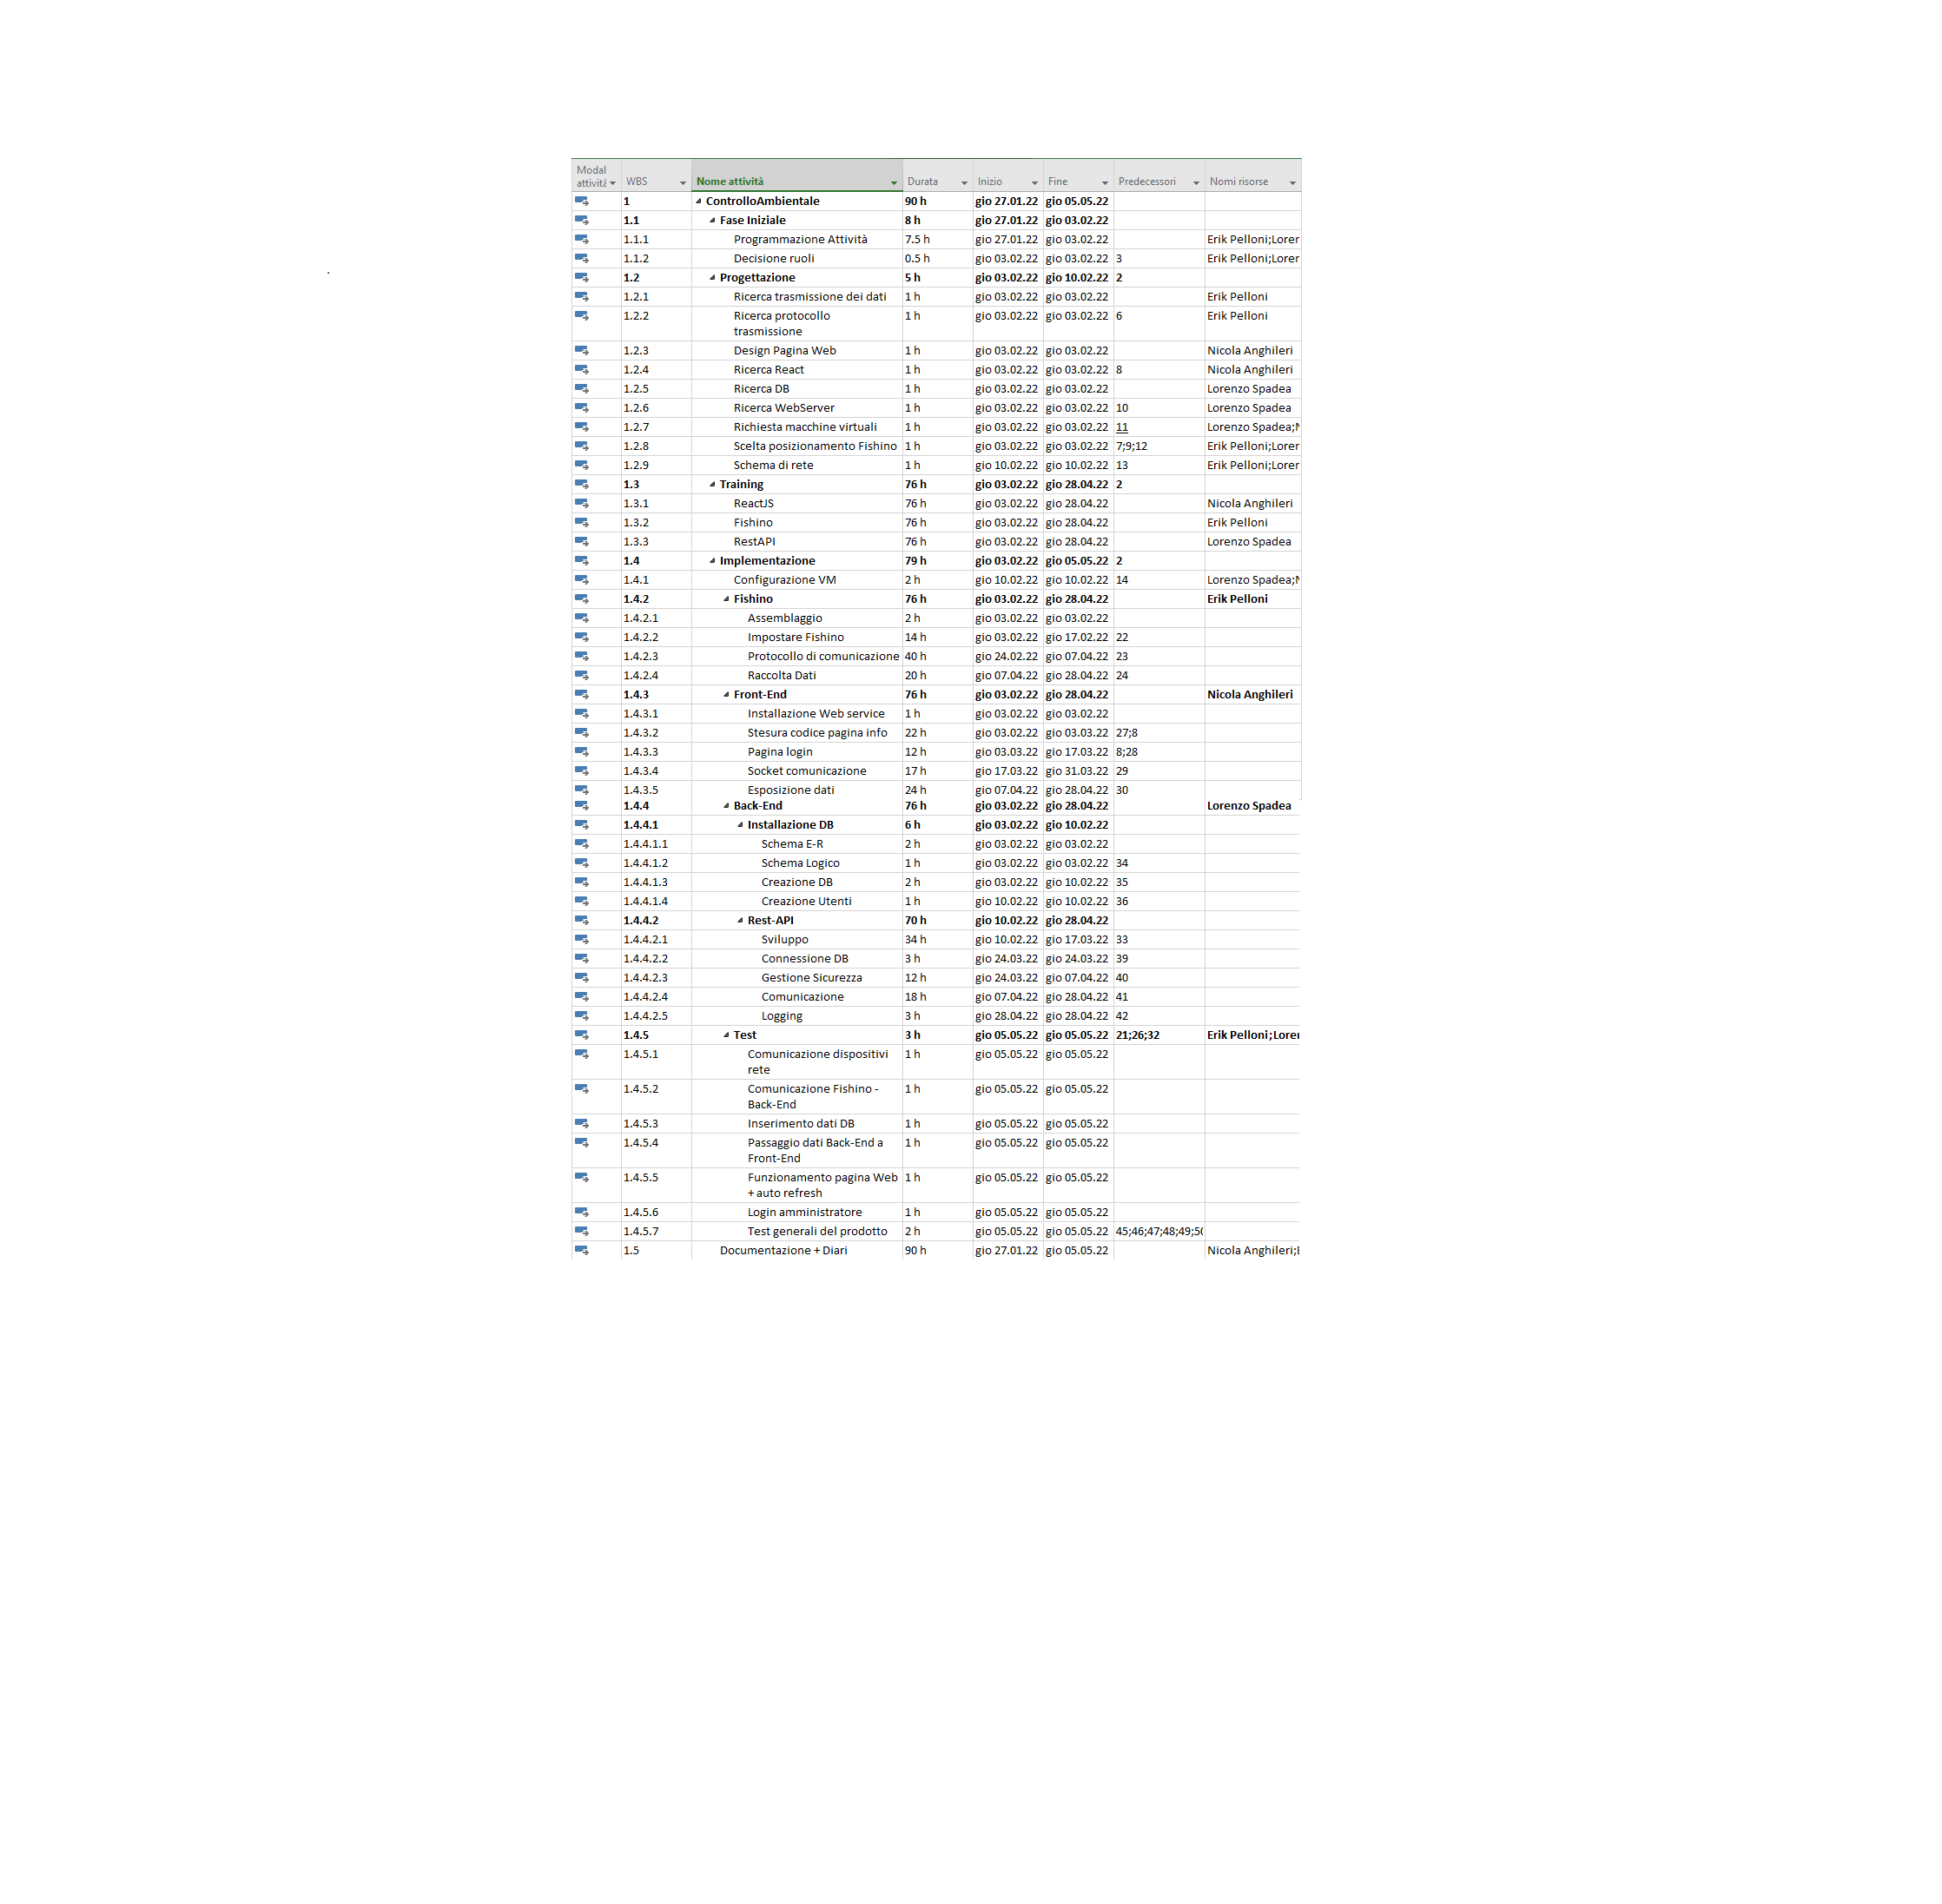 Modal attività WBS Nome attività Durata Inizio Fine Predecessori Nomi risorse
1 ControlloAmbientale 90 h gio 27.01.22 gio 05.05.22
1.1 Fase Iniziale 8 h gio 27.01.22 gio 03.02.22
1.1.1 Programmazione Attività 7.5 h gio 27.01.22 gio 03.02.22 Erik Pelloni;Lorer
1.1.2 Decisione ruoli 0.5 h gio 03.02.22 gio 03.02.22 3 Erik Pelloni;Lorer
1.2 Progettazione 5 h gio 03.02.22 gio 10.02.22 2
1.2.1 Ricerca trasmissione dei dati 1 h gio 03.02.22 gio 03.02.22 Erik Pelloni
1.2.2 Ricerca protocollo trasmissione 1 h gio 03.02.22 gio 03.02.22 6 Erik Pelloni
1.2.3 Design Pagina Web 1 h gio 03.02.22 gio 03.02.22 Nicola Anghileri
1.2.4 Ricerca React 1 h gio 03.02.22 gio 03.02.22 8 Nicola Anghileri
1.2.5 Ricerca DB 1 h gio 03.02.22 gio 03.02.22 Lorenzo Spadea
1.2.6 Ricerca WebServer 1 h gio 03.02.22 gio 03.02.22 10 Lorenzo Spadea
1.2.7 Richiesta macchine virtuali 1 h gio 03.02.22 gio 03.02.22 11 Lorenzo Spadea;N
1.2.8 Scelta posizionamento Fishino 1 h gio 03.02.22 gio 03.02.22 7;9;12 Erik Pelloni;Lorer
1.2.9 Schema di rete 1 h gio 10.02.22 gio 10.02.22 13 Erik Pelloni;Lorer
1.3 Training 76 h gio 03.02.22 gio 28.04.22 2
1.3.1 ReactJS 76 h gio 03.02.22 gio 28.04.22 Nicola Anghileri
1.3.2 Fishino 76 h gio 03.02.22 gio 28.04.22 Erik Pelloni
1.3.3 RestAPI 76 h gio 03.02.22 gio 28.04.22 Lorenzo Spadea
1.4 Implementazione 79 h gio 03.02.22 gio 05.05.22 2
1.4.1 Configurazione VM 2 h gio 10.02.22 gio 10.02.22 14 Lorenzo Spadea;N
1.4.2 Fishino 76 h gio 03.02.22 gio 28.04.22 Erik Pelloni
1.4.2.1 Assemblaggio 2 h gio 03.02.22 gio 03.02.22
1.4.2.2 Impostare Fishino 14 h gio 03.02.22 gio 17.02.22 22
1.4.2.3 Protocollo di comunicazione 40 h gio 24.02.22 gio 07.04.22 23
1.4.2.4 Raccolta Dati 20 h gio 07.04.22 gio 28.04.22 24
1.4.3 Front-End 76 h gio 03.02.22 gio 28.04.22 Nicola Anghileri
1.4.3.1 Installazione Web service 1 h gio 03.02.22 gio 03.02.22
1.4.3.2 Stesura codice pagina info 22 h gio 03.02.22 gio 03.03.22 27;8
1.4.3.3 Pagina login 12 h gio 03.03.22 gio 17.03.22 8;28
1.4.3.4 Socket comunicazione 17 h gio 17.03.22 gio 31.03.22 29
1.4.3.5 Esposizione dati 24 h gio 07.04.22 gio 28.04.22 30
1.4.4 Back-End 76 h gio 03.02.22 gio 28.04.22 Lorenzo Spadea
1.4.4.1 Installazione DB 6 h gio 03.02.22 gio 10.02.22
1.4.4.1.1 Schema E-R 2 h gio 03.02.22 gio 03.02.22
1.4.4.1.2 Schema Logico 1 h gio 03.02.22 gio 03.02.22 34
1.4.4.1.3 Creazione DB 2 h gio 03.02.22 gio 10.02.22 35
1.4.4.1.4 Creazione Utenti 1 h gio 10.02.22 gio 10.02.22 36
1.4.4.2 Rest-API 70 h gio 10.02.22 gio 28.04.22
1.4.4.2.1 Sviluppo 34 h gio 10.02.22 gio 17.03.22 33
1.4.4.2.2 Connessione DB 3 h gio 24.03.22 gio 24.03.22 39
1.4.4.2.3 Gestione Sicurezza 12 h gio 24.03.22 gio 07.04.22 40
1.4.4.2.4 Comunicazione 18 h gio 07.04.22 gio 28.04.22 41
1.4.4.2.5 Logging 3 h gio 28.04.22 gio 28.04.22 42
1.4.5 Test 3 h gio 05.05.22 gio 05.05.22 21;26;32 Erik Pelloni;Lorer
1.4.5.1 Comunicazione dispositivi rete 1 h gio 05.05.22 gio 05.05.22
1.4.5.2 Comunicazione Fishino - Back-End 1 h gio 05.05.22 gio 05.05.22
1.4.5.3 Inserimento dati DB 1 h gio 05.05.22 gio 05.05.22
1.4.5.4 Passaggio dati Back-End a Front-End 1 h gio 05.05.22 gio 05.05.22
1.4.5.5 Funzionamento pagina Web + auto refresh 1 h gio 05.05.22 gio 05.05.22
1.4.5.6 Login amministratore 1 h gio 05.05.22 gio 05.05.22
1.4.5.7 Test generali del prodotto 2 h gio 05.05.22 gio 05.05.22 45;46;47;48;49;50
1.5 Documentazione + Diari 90 h gio 27.01.22 gio 05.05.22 Nicola Anghileri;E